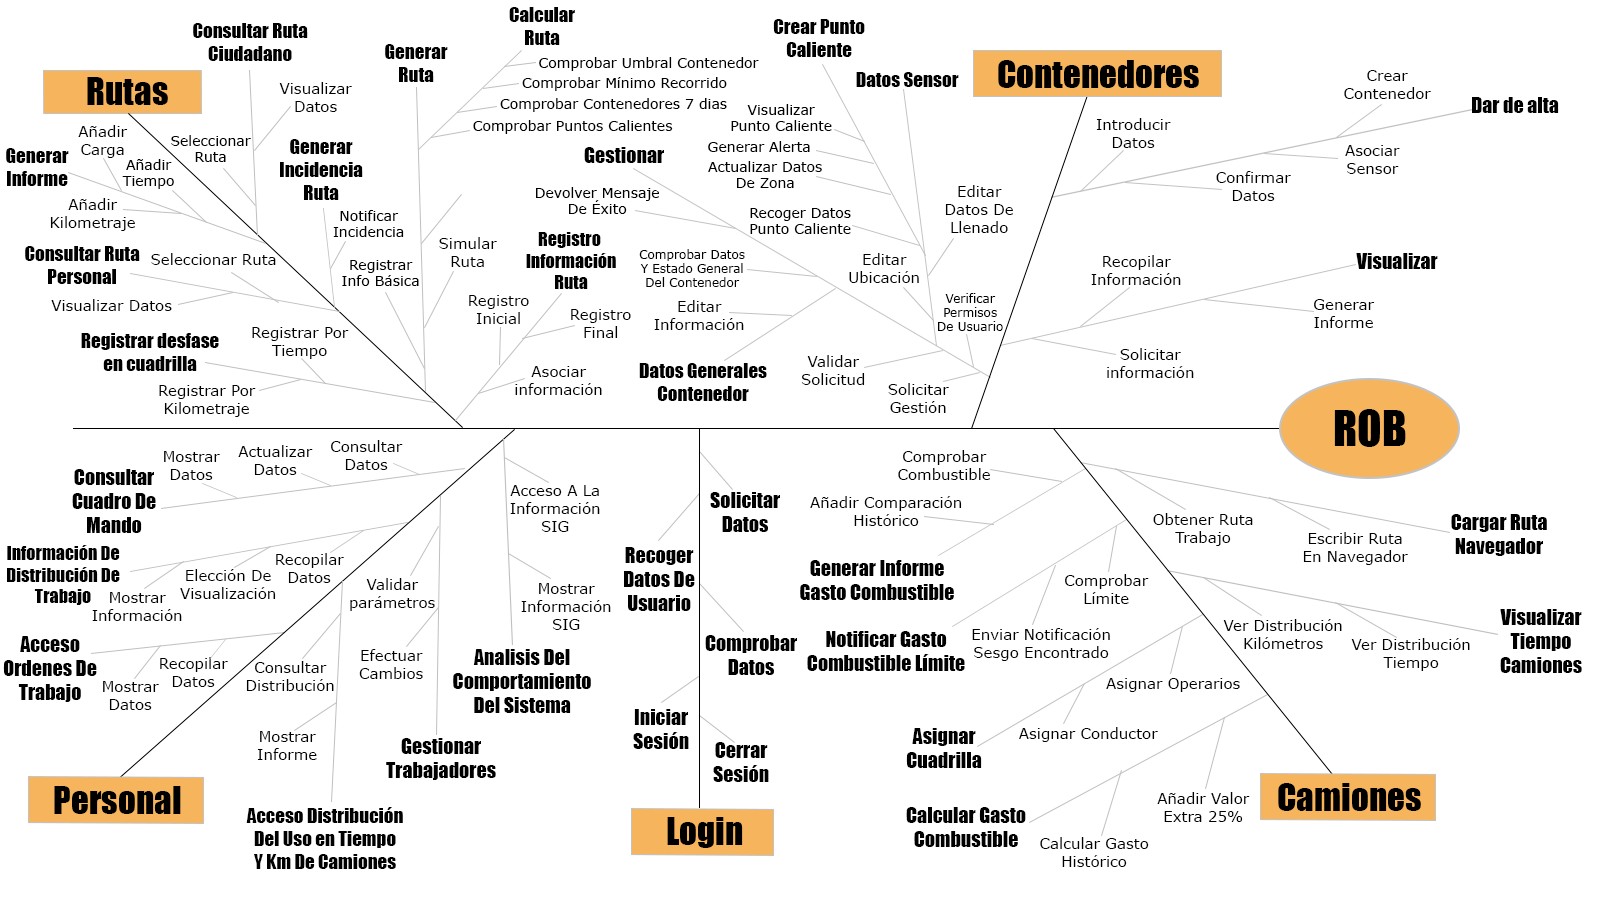 Rutas
Consultar Ruta
Ciudadano
Visualizar
Datos
Seleccionar
Ruta
Generar
Informe
Añadir
Carga
Añadir
Tiempo
Añadir
Kilometraje
Consultar Ruta
Personal
Seleccionar Ruta
Visualizar Datos
Registrar desfase
en cuadrilla
Registrar Por
Tiempo
Registrar Por
Kilometraje
Generar
Incidencia
Ruta
Notificar
Incidencia
Registrar
Info Básica
Generar
Ruta
Calcular
Ruta
Comprobar Umbral Contenedor
Comprobar Mínimo Recorrido
Comprobar Contenedores 7 dias
Comprobar Puntos Calientes
Simular
Ruta
Registro
Información
Ruta
Registro
Inicial
Registro
Final
Asociar
información
Contenedores
Crear Punto
Caliente
Datos Sensor
Visualizar
Punto Caliente
Generar Alerta
Actualizar Datos
De Zona
Recoger Datos
Punto Caliente
Gestionar
Devolver Mensaje
De Éxito
Comprobar Datos
Y Estado General
Del Contenedor
Editar
Información
Datos Generales
Contenedor
Editar
Datos De
Llenado
Editar
Ubicación
Verificar
Permisos
De Usuario
Validar
Solicitud
Solicitar
Gestión
Crear
Contenedor
Dar de alta
Introducir
Datos
Asociar
Sensor
Confirmar
Datos
Visualizar
Recopilar
Información
Generar
Informe
Solicitar
información
ROB
Consultar
Cuadro De
Mando
Mostrar
Datos
Actualizar
Datos
Consultar
Datos
Información De
Distribución De
Trabajo
Mostrar
Información
Elección De
Visualización
Recopilar
Datos
Acceso
Ordenes De
Trabajo
Mostrar
Datos
Recopilar
Datos
Consultar
Distribución
Mostrar
Informe
Acceso Distribución
Del Uso en Tiempo
Y Km De Camiones
Validar
parámetros
Efectuar
Cambios
Gestionar
Trabajadores
Acceso A La
Información
SIG
Mostrar
Información
SIG
Analisis Del
Comportamiento
Del Sistema
Personal
Solicitar
Datos
Recoger
Datos De
Usuario
Comprobar
Datos
Iniciar
Sesión
Cerrar
Sesión
Login
Comprobar
Combustible
Añadir Comparación
Histórico
Generar Informe
Gasto Combustible
Obtener Ruta
Trabajo
Escribir Ruta
En Navegador
Cargar Ruta
Navegador
Comprobar
Límite
Enviar Notificación
Sesgo Encontrado
Notificar Gasto
Combustible Límite
Ver Distribución
Kilómetros
Ver Distribución
Tiempo
Visualizar
Tiempo
Camiones
Asignar Operarios
Asignar Conductor
Asignar
Cuadrilla
Calcular Gasto
Combustible
Calcular Gasto
Histórico
Añadir Valor
Extra 25%
Camiones